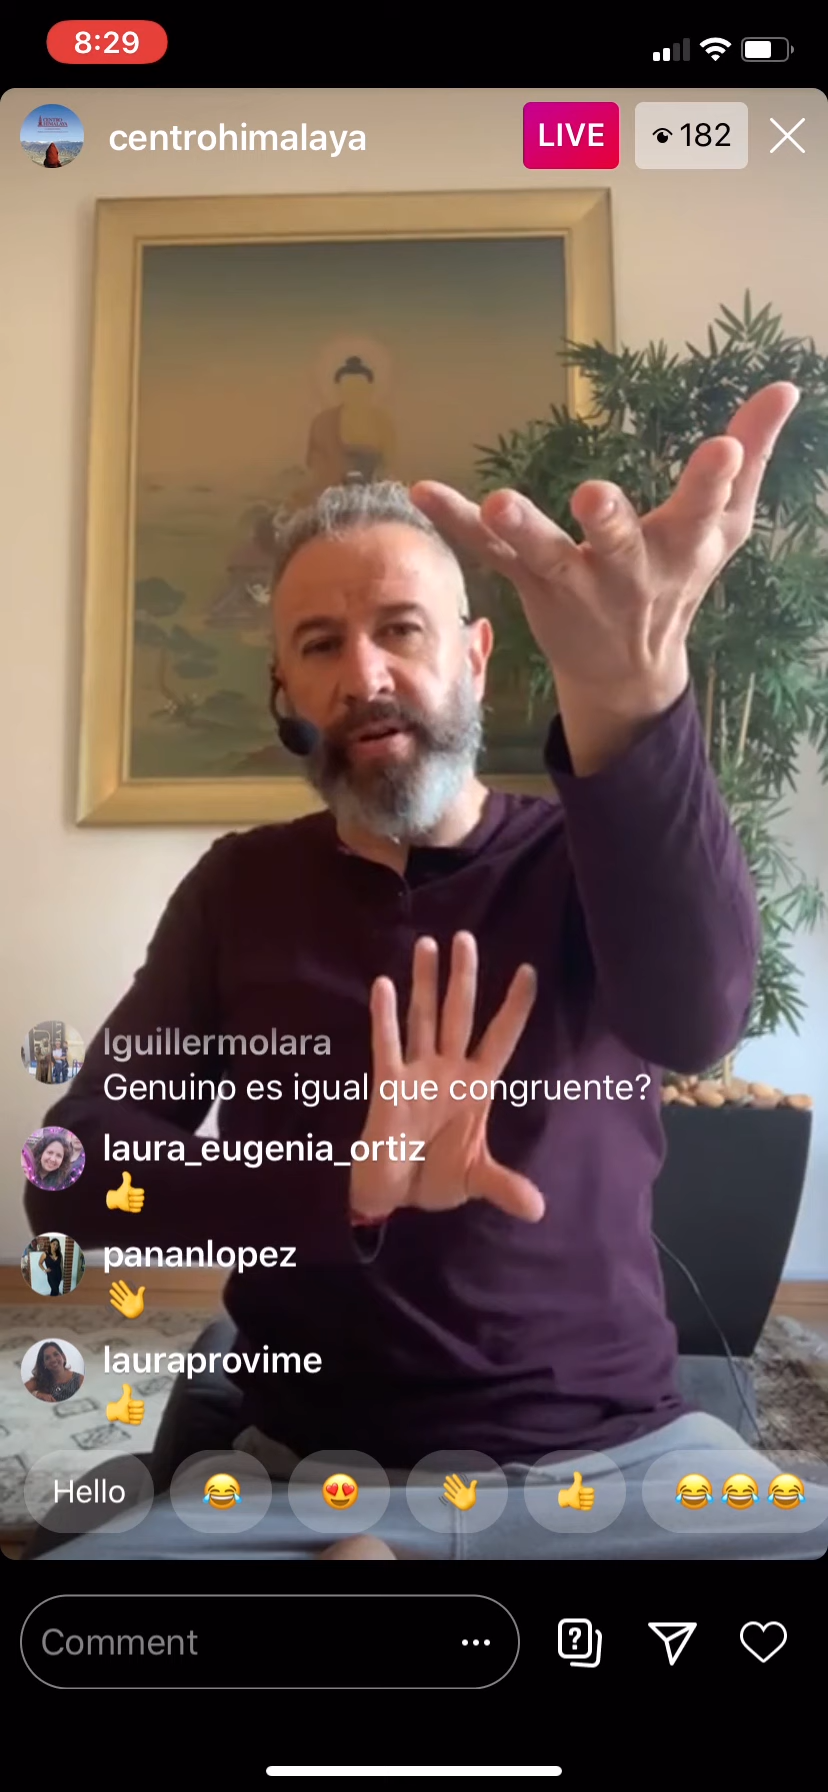 8:29
centrohimalaya
LIVE
182
lguillermolara
Genuino es igual que congruente?
laura_eugenia_ortiz
👍
pananlopez
👋
lauraprovime
👍
Hello 😂 😍 👋 👍 😂😂😂
Comment